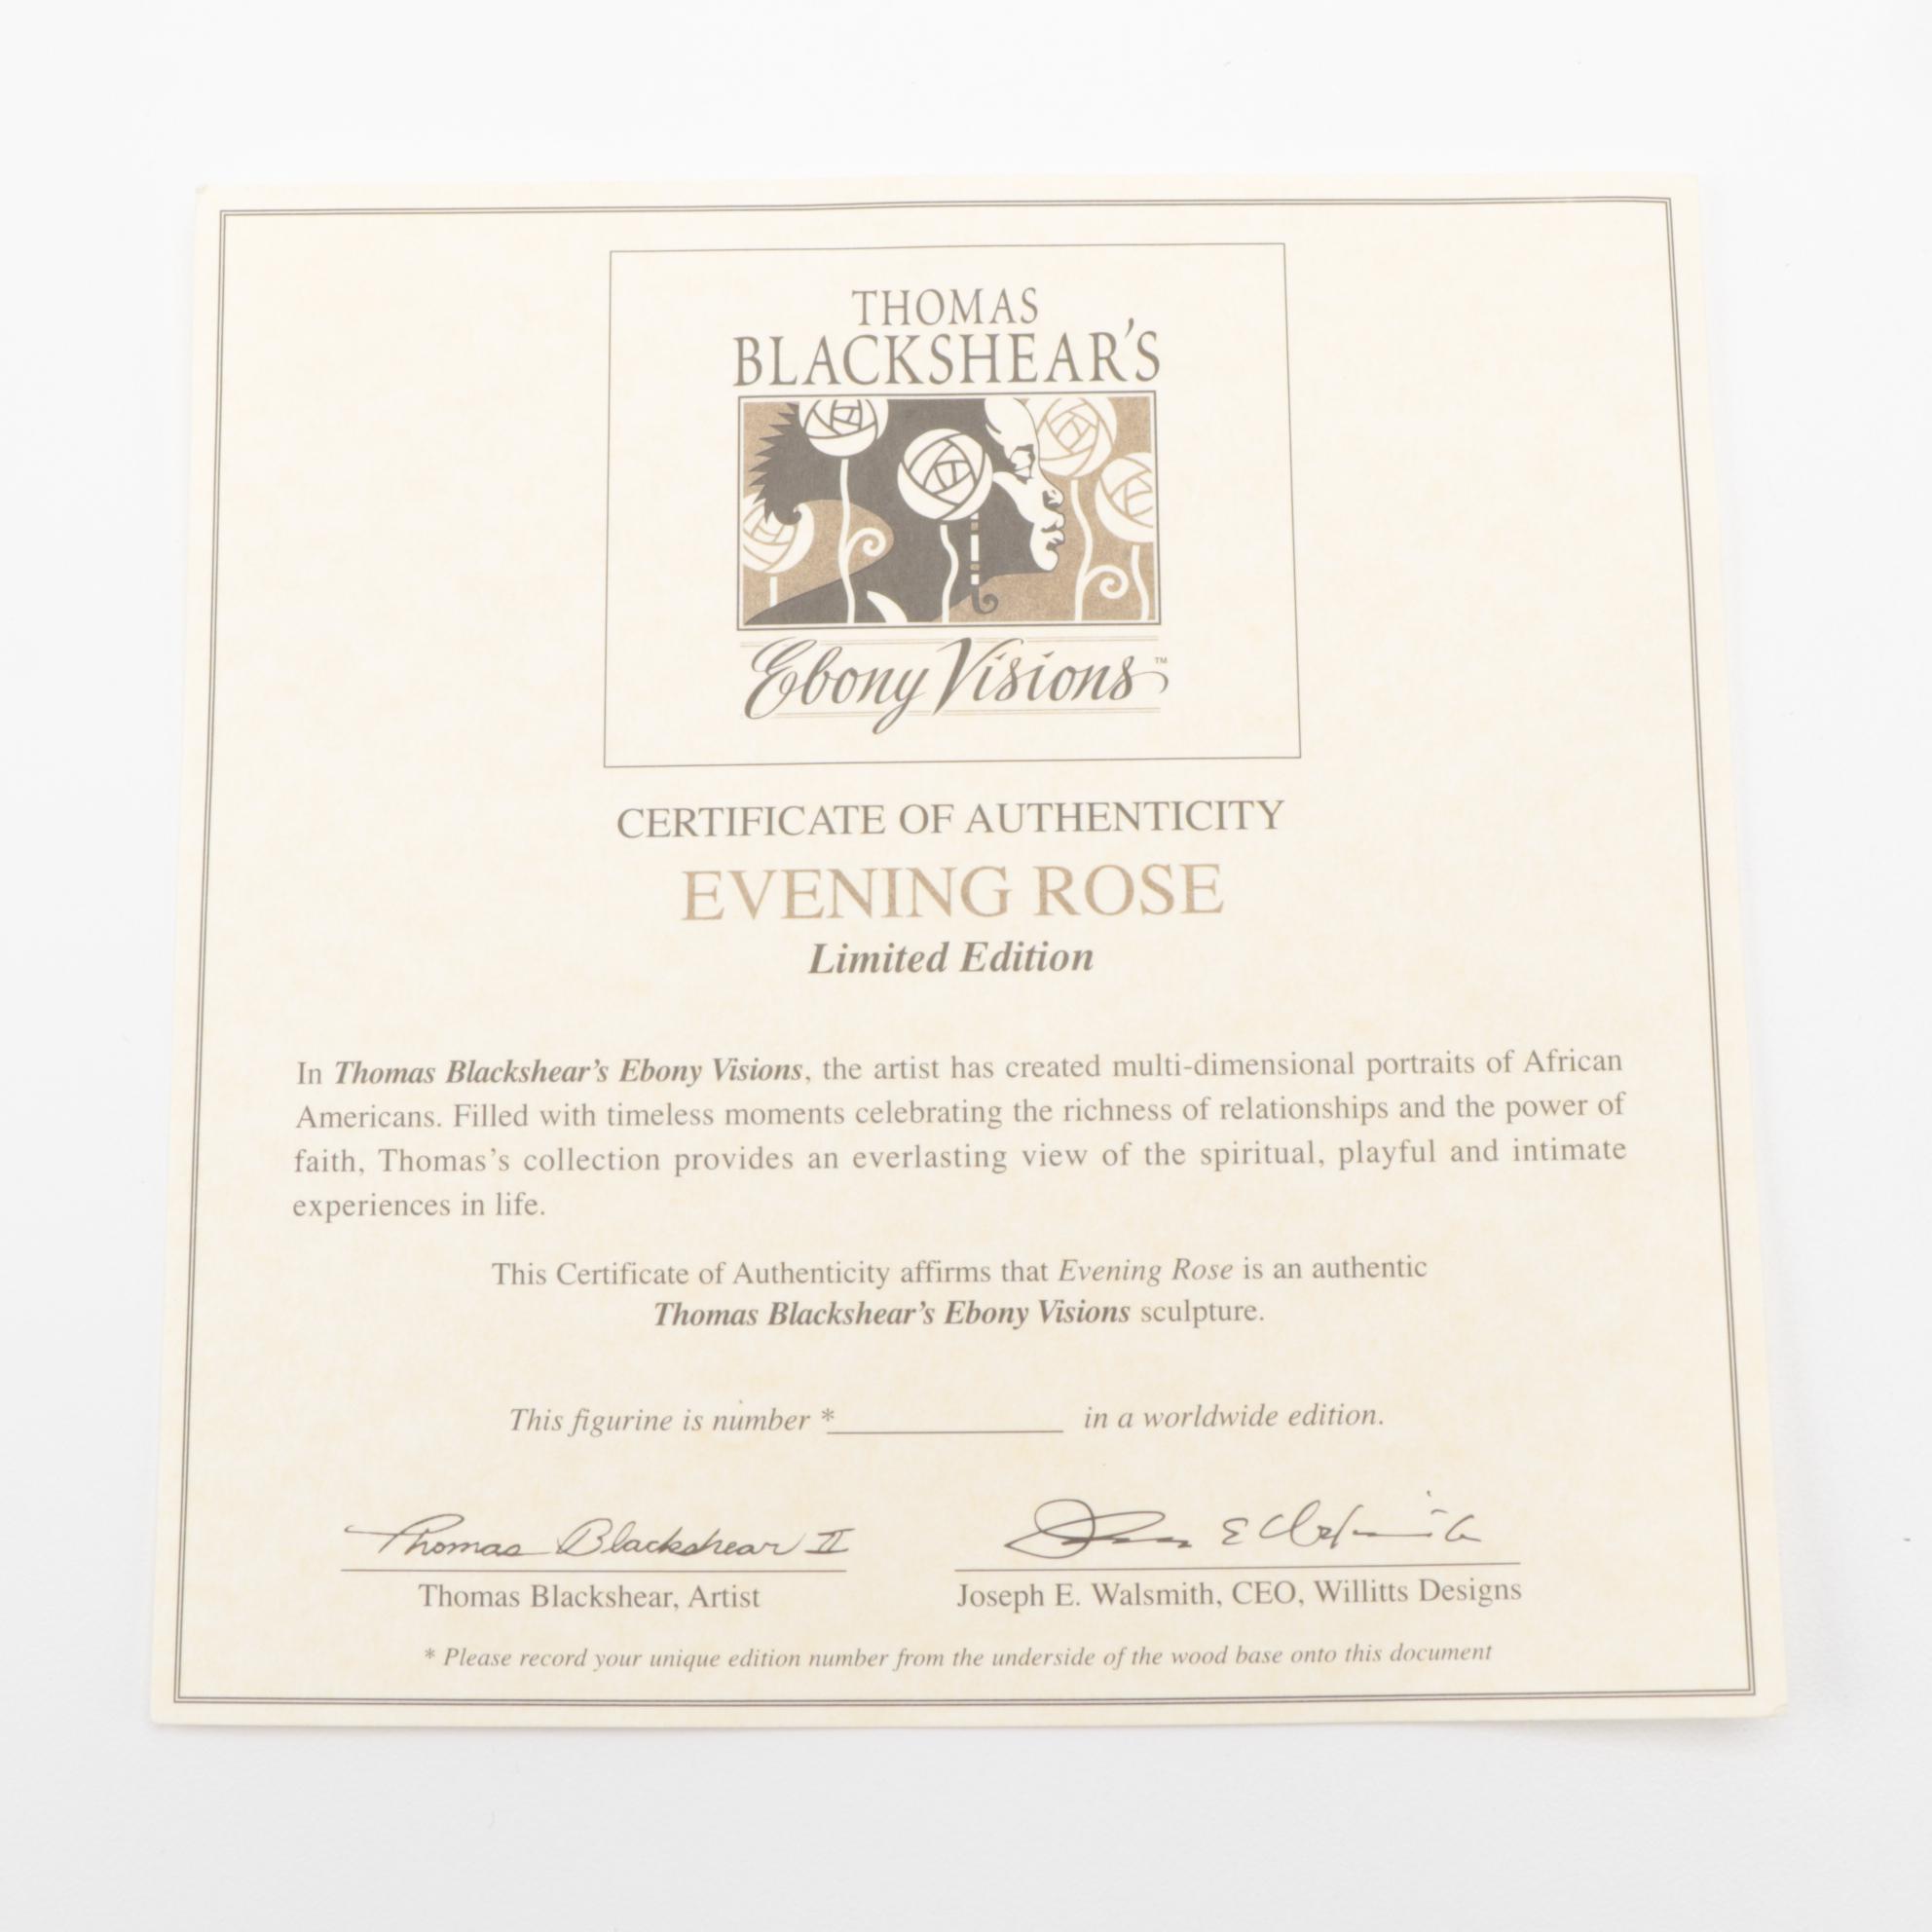 THOMAS
BLACKSHEAR'S
Ebony Visions™
CERTIFICATE OF AUTHENTICITY
EVENING ROSE
Limited Edition
In Thomas Blackshear's Ebony Visions, the artist has created multi-dimensional portraits of African
Americans. Filled with timeless moments celebrating the richness of relationships and the power of
faith, Thomas's collection provides an everlasting view of the spiritual, playful and intimate
experiences in life.
This Certificate of Authenticity affirms that Evening Rose is an authentic
Thomas Blackshear's Ebony Visions sculpture.
This figurine is number *____________ in a worldwide edition.
Thomas Blackshear II
Thomas Blackshear, Artist
Joseph E. Walsmith, CEO, Willitts Designs
* Please record your unique edition number from the underside of the wood base onto this document